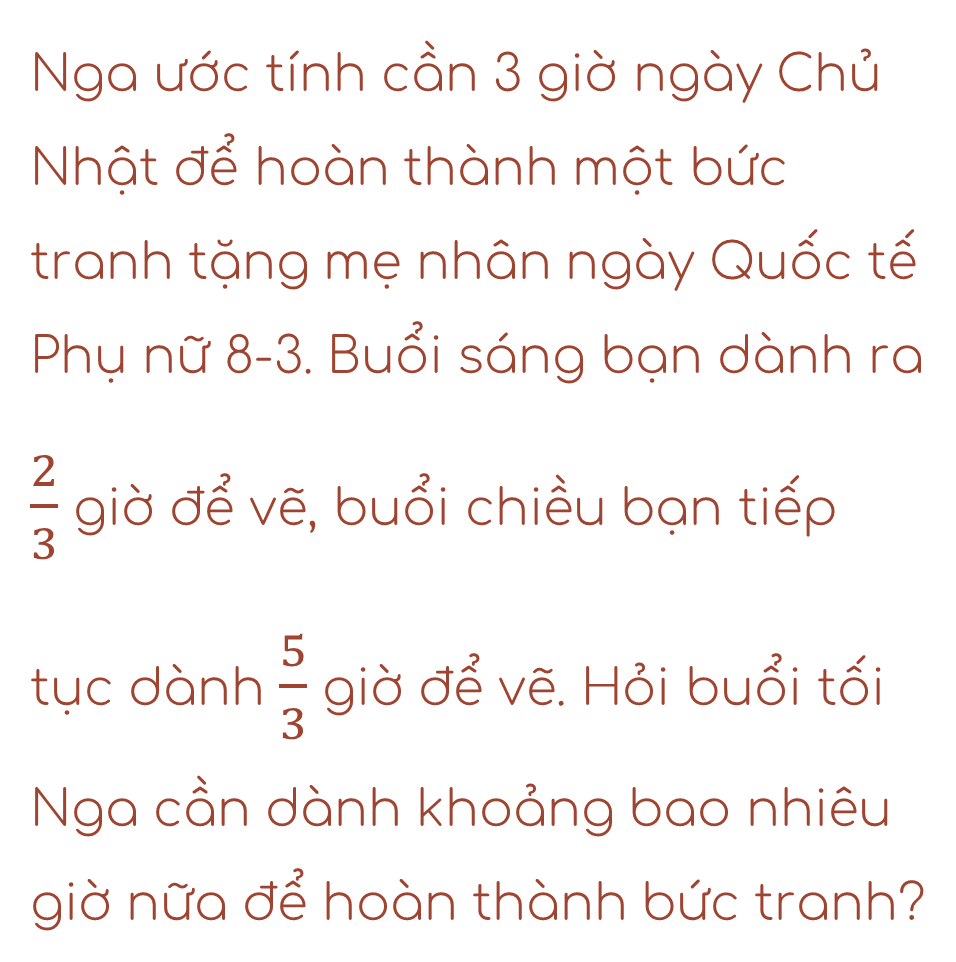 Nga ước tính cần 3 giờ ngày Chủ
Nhật để hoàn thành một bức
tranh tặng mẹ nhân ngày Quốc tế
Phụ nữ 8-3. Buổi sáng bạn dành ra
2/3 giờ để vẽ, buổi chiều bạn tiếp
tục dành 5/3 giờ để vẽ. Hỏi buổi tối
Nga cần dành khoảng bao nhiêu
giờ nữa để hoàn thành bức tranh?